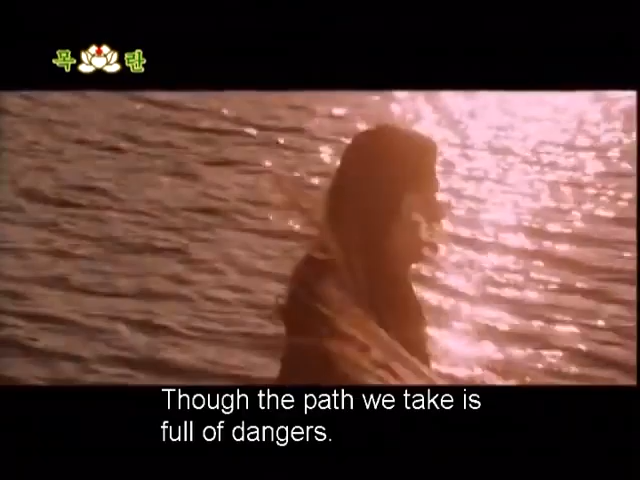 목란
Though the path we take is
full of dangers.